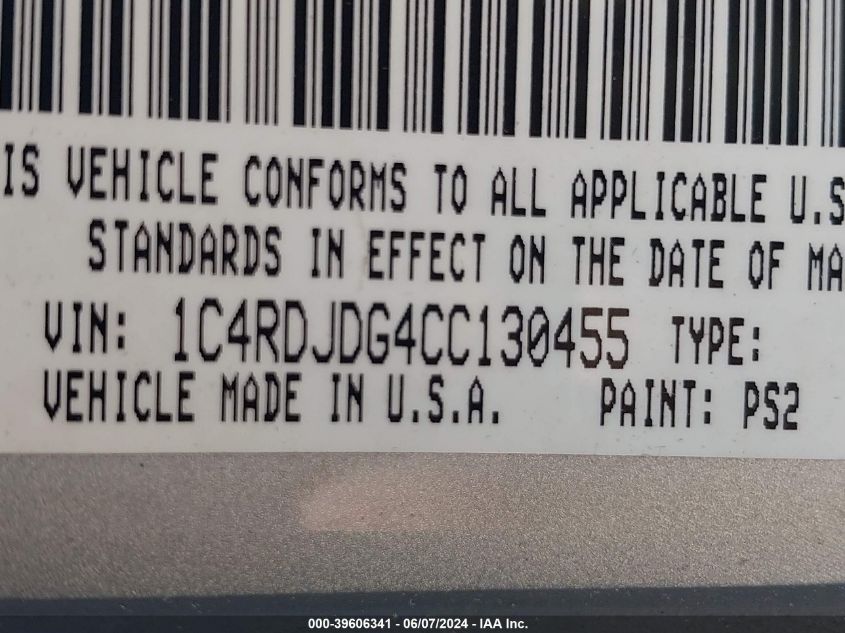 IS VEHICLE CONFORMS TO ALL APPLICABLE U.S
STANDARDS IN EFFECT ON THE DATE OF MA
VIN: 1C4RDJDG4CC130455 TYPE:
VEHICLE MADE IN U.S.A. PAINT: PS2
000-39606341 - 06/07/2024 - IAA Inc.